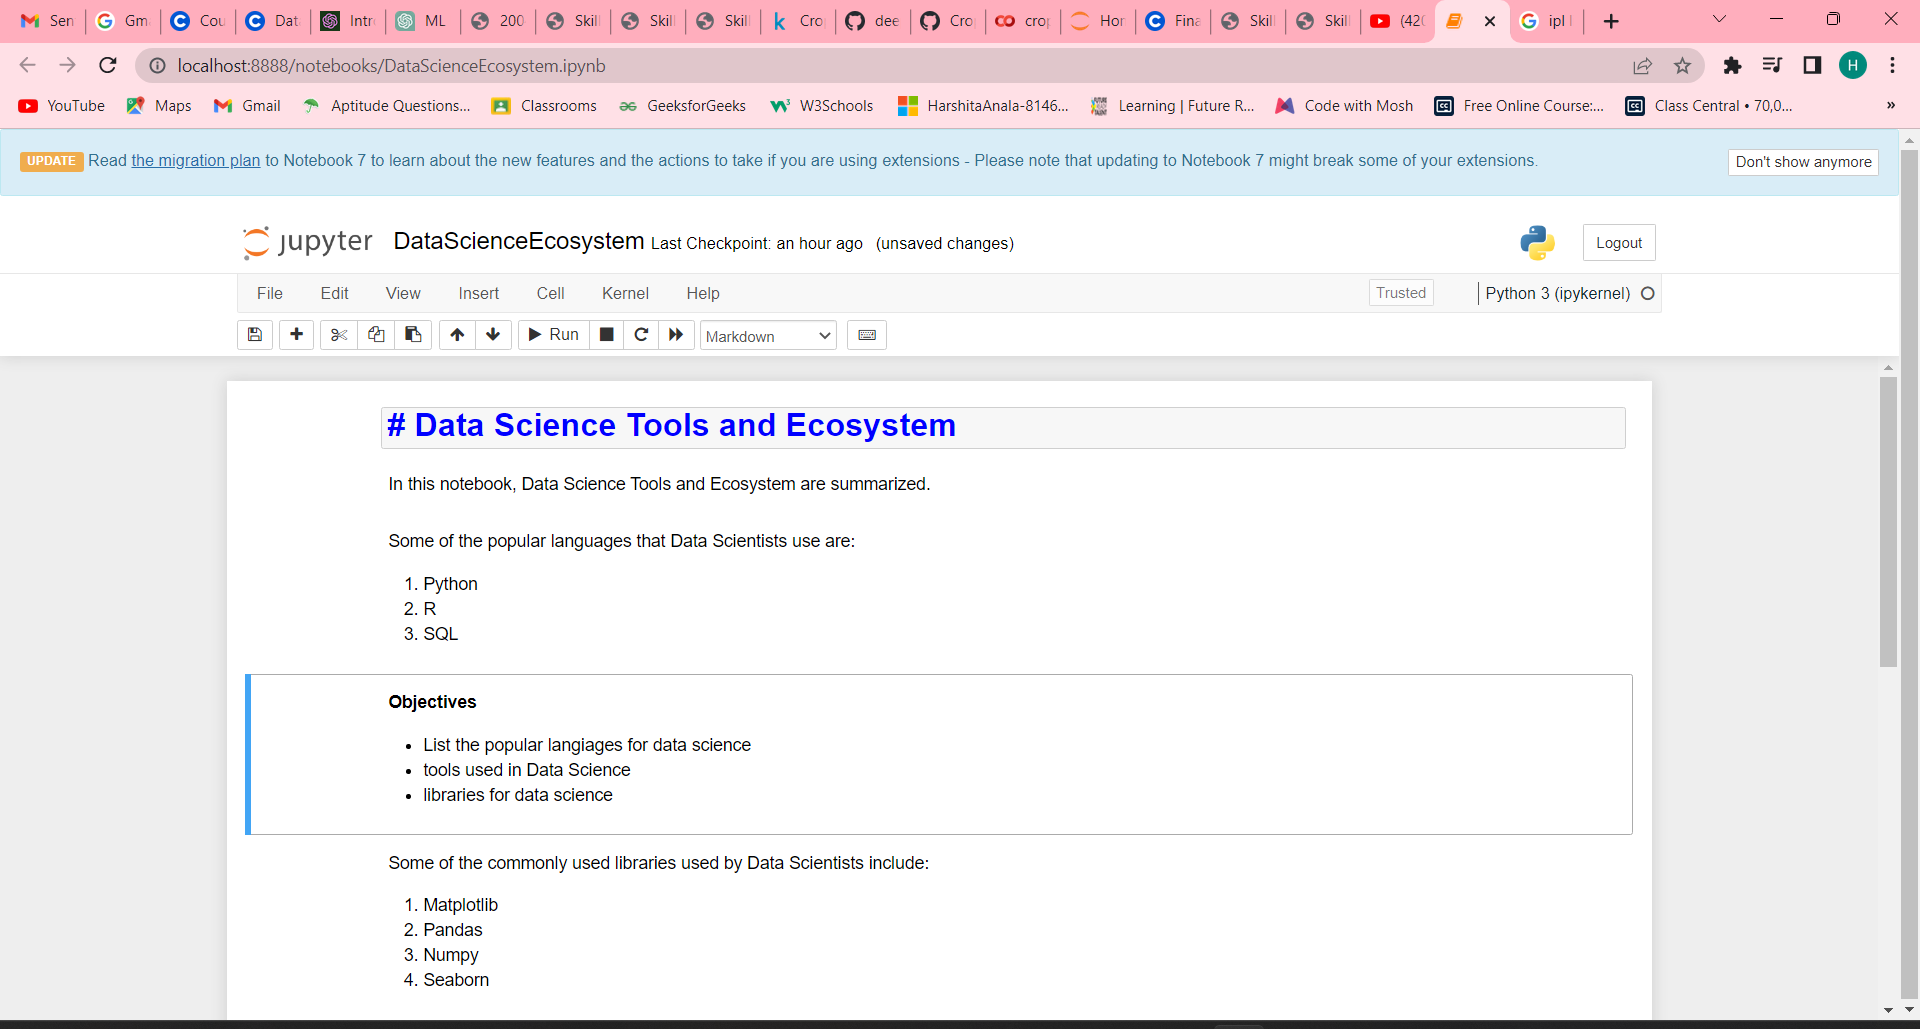 Sen Gm Cou Dat Intr ML 200 Skil Skil Skil Cro dee Cro crop Hor Fina Skil Skil (420 ipl
localhost:8888/notebooks/DataScienceEcosystem.ipynb H
YouTube Maps Gmail Aptitude Questions... Classrooms GeeksforGeeks W3Schools HarshitaAnala-8146... Learning | Future R... Code with Mosh Free Online Course:... Class Central • 70,0... »
UPDATE Read the migration plan to Notebook 7 to learn about the new features and the actions to take if you are using extensions - Please note that updating to Notebook 7 might break some of your extensions. Don't show anymore
jupyter DataScienceEcosystem Last Checkpoint: an hour ago (unsaved changes) Logout
File Edit View Insert Cell Kernel Help Trusted Python 3 (ipykernel)
Run Markdown
# Data Science Tools and Ecosystem
In this notebook, Data Science Tools and Ecosystem are summarized.
Some of the popular languages that Data Scientists use are:
1. Python
2. R
3. SQL
Objectives
• List the popular langiages for data science
• tools used in Data Science
• libraries for data science
Some of the commonly used libraries used by Data Scientists include:
1. Matplotlib
2. Pandas
3. Numpy
4. Seaborn